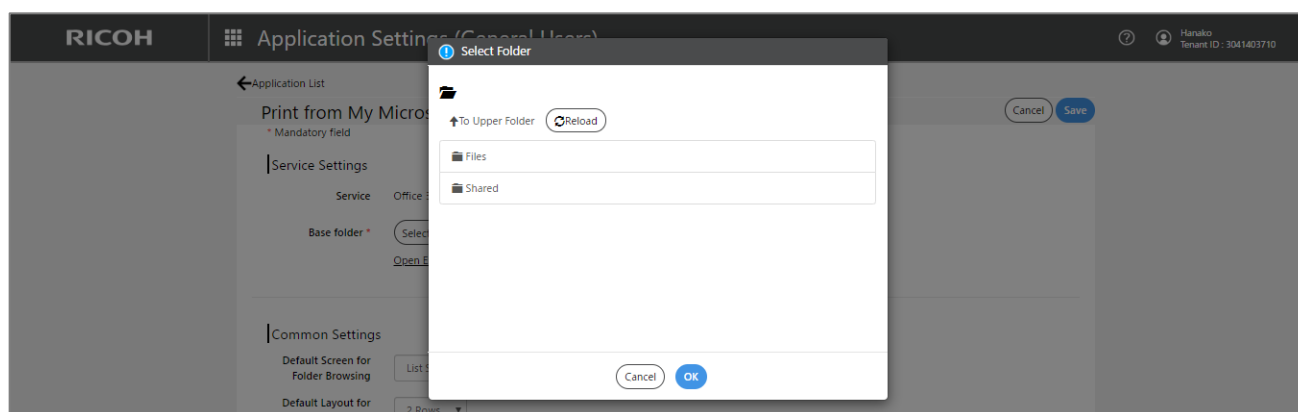 RICOH
Application Settings (General Users)
Hanako
Tenant ID : 3041403710
Select Folder
Application List
Print from My Micros
Cancel
Save
* Mandatory field
To Upper Folder
Reload
Files
Service Settings
Shared
Service
Office 3
Base folder *
Select
Open E
Common Settings
Default Screen for
Folder Browsing
List S
Cancel
OK
Default Layout for
2 Rows